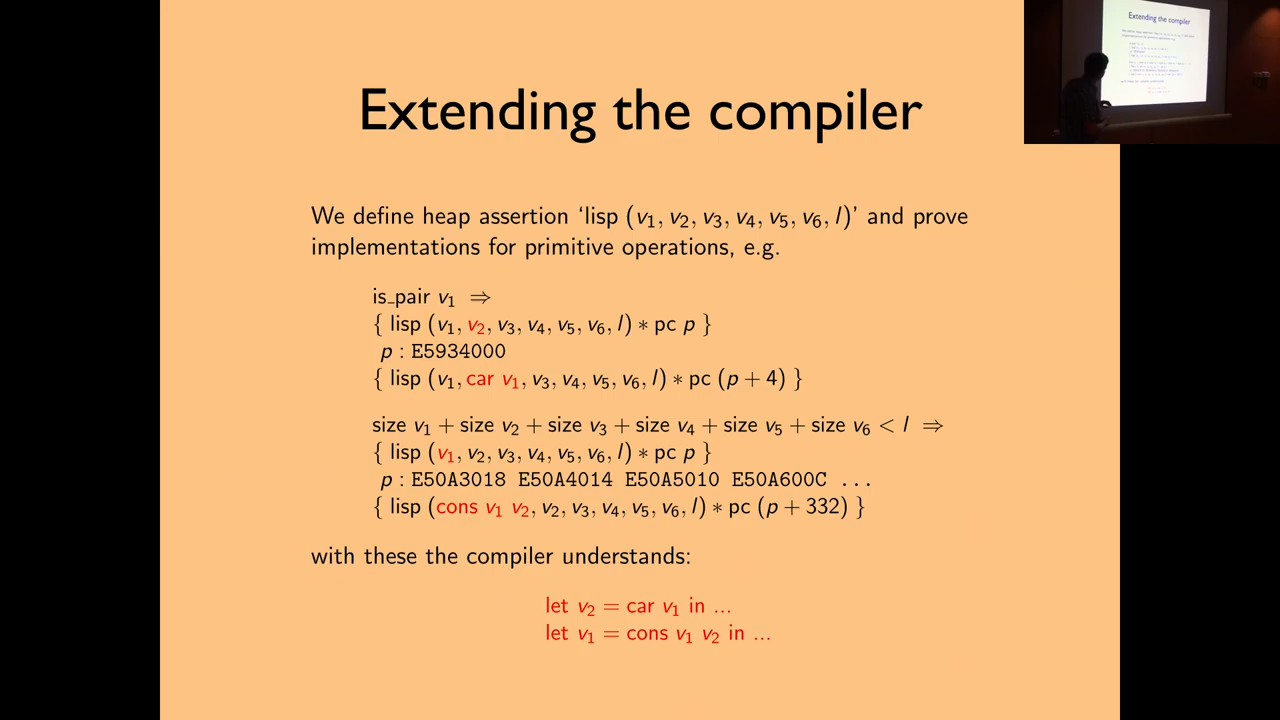 Extending the compiler
We define heap assertion ‘lisp (v₁, v₂, v₃, v₄, v₅, v₆, l)’ and prove
implementations for primitive operations, e.g.
is_pair v₁ ⇒
{ lisp (v₁, v₂, v₃, v₄, v₅, v₆, l) ∗ pc p }
p : E5934000
{ lisp (v₁, car v₁, v₃, v₄, v₅, v₆, l) ∗ pc (p + 4) }
size v₁ + size v₂ + size v₃ + size v₄ + size v₅ + size v₆ < l ⇒
{ lisp (v₁, v₂, v₃, v₄, v₅, v₆, l) ∗ pc p }
p : E50A3018 E50A4014 E50A5010 E50A600C ...
{ lisp (cons v₁ v₂, v₂, v₃, v₄, v₅, v₆, l) ∗ pc (p + 332) }
with these the compiler understands:
let v₂ = car v₁ in ...
let v₁ = cons v₁ v₂ in ...
Extending the compiler